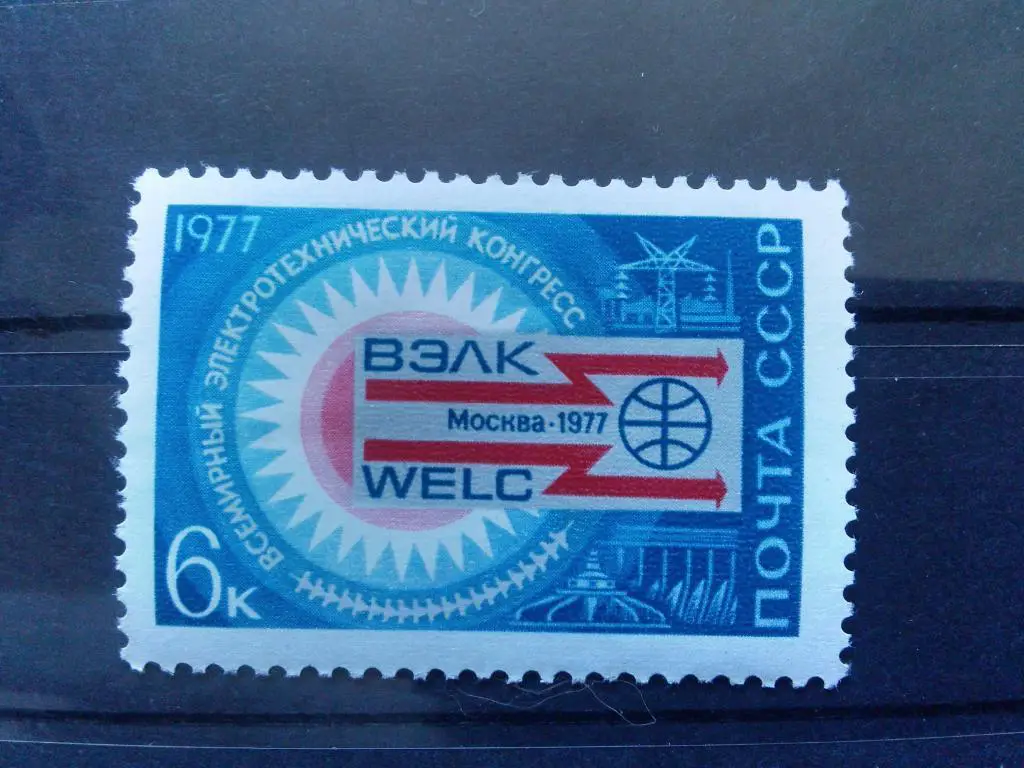 1977
ВСЕМИРНЫЙ ЭЛЕКТРОТЕХНИЧЕСКИЙ КОНГРЕСС
ВЭЛК
Москва·1977
WELC
6к
ПОЧТА СССР